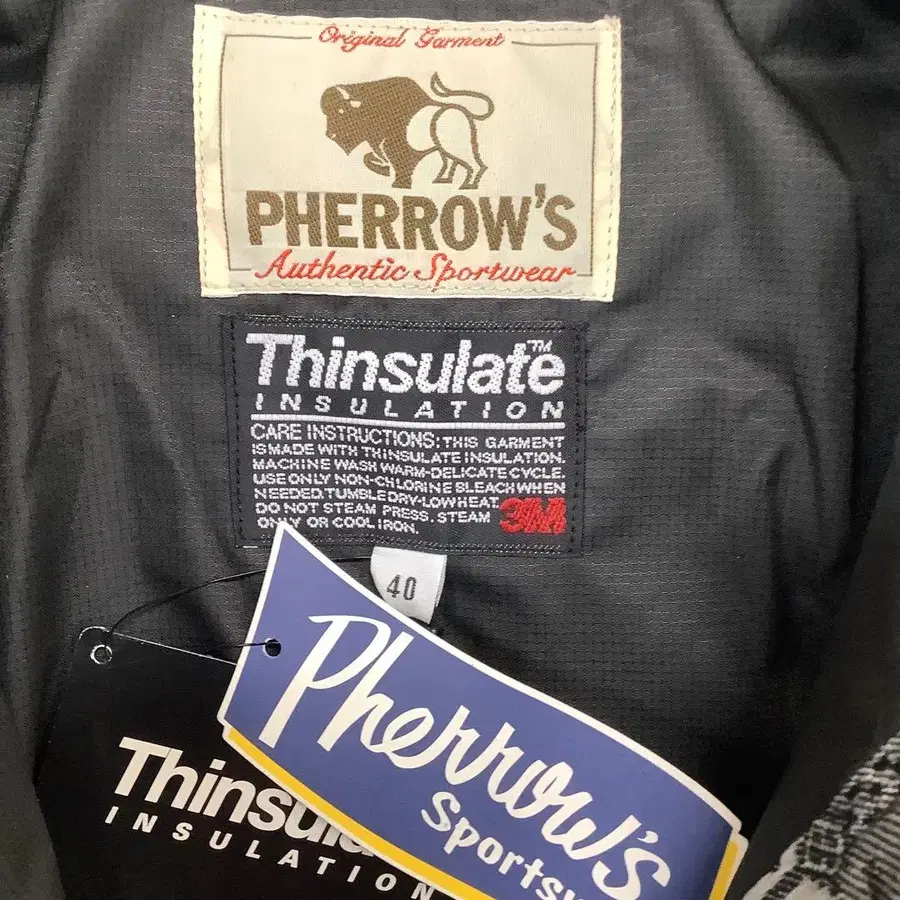 Original Garment
PHERROW'S
Authentic Sportwear
Thinsulate™
INSULATION
CARE INSTRUCTIONS: THIS GARMENT
IS MADE WITH THINSULATE INSULATION.
MACHINE WASH WARM-DELICATE CYCLE.
USE ONLY NON-CHLORINE BLEACH WHEN
NEEDED. TUMBLE DRY-LOW HEAT.
DO NOT STEAM PRESS. STEAM
ONLY OR COOL IRON.
3M
40
Pherrow's
Sportsw
Thinsula
INSULATION